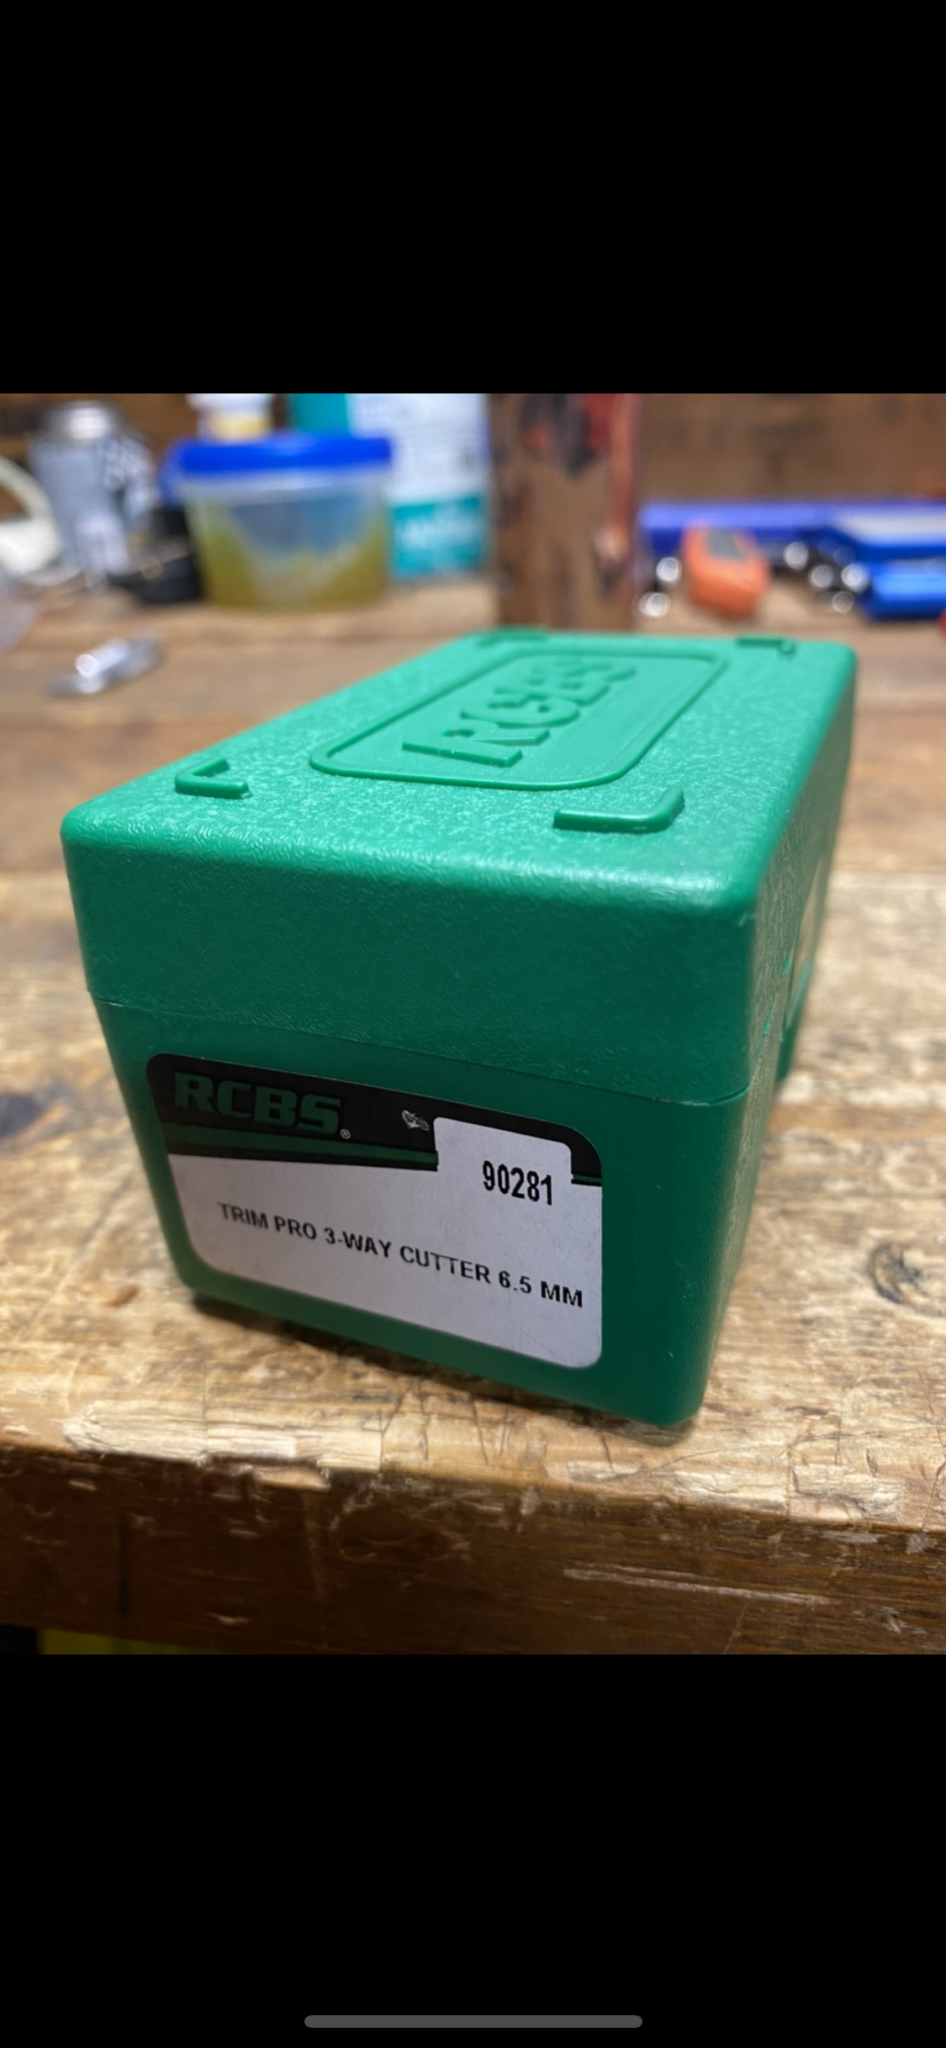 RCBS
RCBS®
90281
TRIM PRO 3-WAY CUTTER 6.5 MM